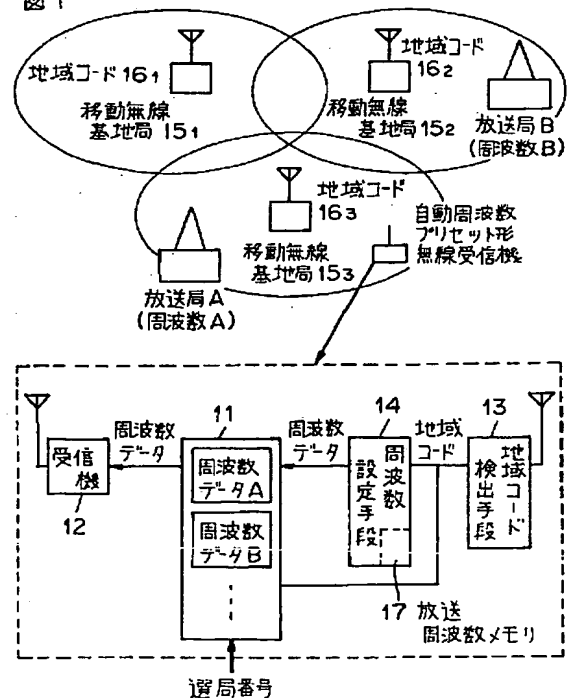 図1
地域コード 16₁
移動無線
基地局 15₁
地域コード
16₂
移動無線
基地局 15₂
放送局B
(周波数B)
地域コード
16₃
移動無線
基地局 15₃
放送局A
(周波数A)
自動周波数
プリセット形
無線受信機
受信
機
12
周波数
データ
11
周波数
データA
周波数
データB
周波数
データ
14
周波数
設定手段
地域
コード
13
地域コード
検出手段
17 放送
周波数メモリ
選局番号